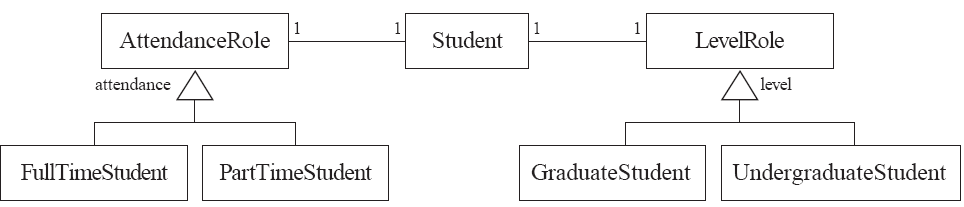 AttendanceRole 1 1 Student 1 1 LevelRole
attendance level
FullTimeStudent PartTimeStudent GraduateStudent UndergraduateStudent